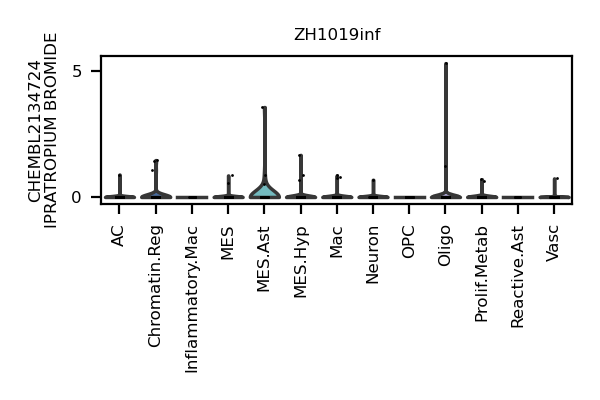 ZH1019inf
CHEMBL2134724
IPRATROPIUM BROMIDE
5
0
AC
Chromatin.Reg
Inflammatory.Mac
MES
MES.Ast
MES.Hyp
Mac
Neuron
OPC
Oligo
Prolif.Metab
Reactive.Ast
Vasc